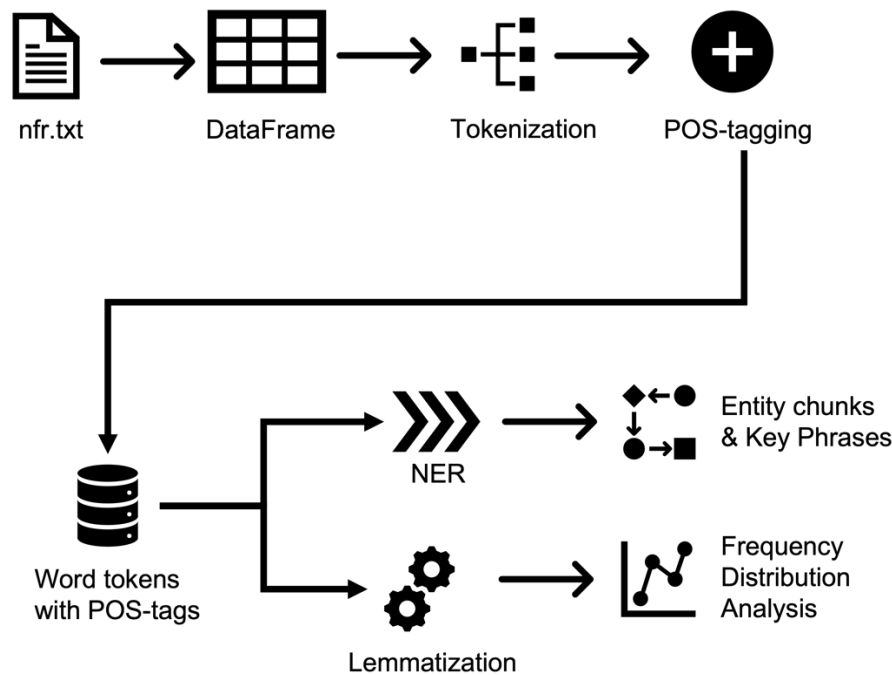 nfr.txt
DataFrame
Tokenization
POS-tagging
Entity chunks
& Key Phrases
NER
Word tokens
with POS-tags
Frequency
Distribution
Analysis
Lemmatization